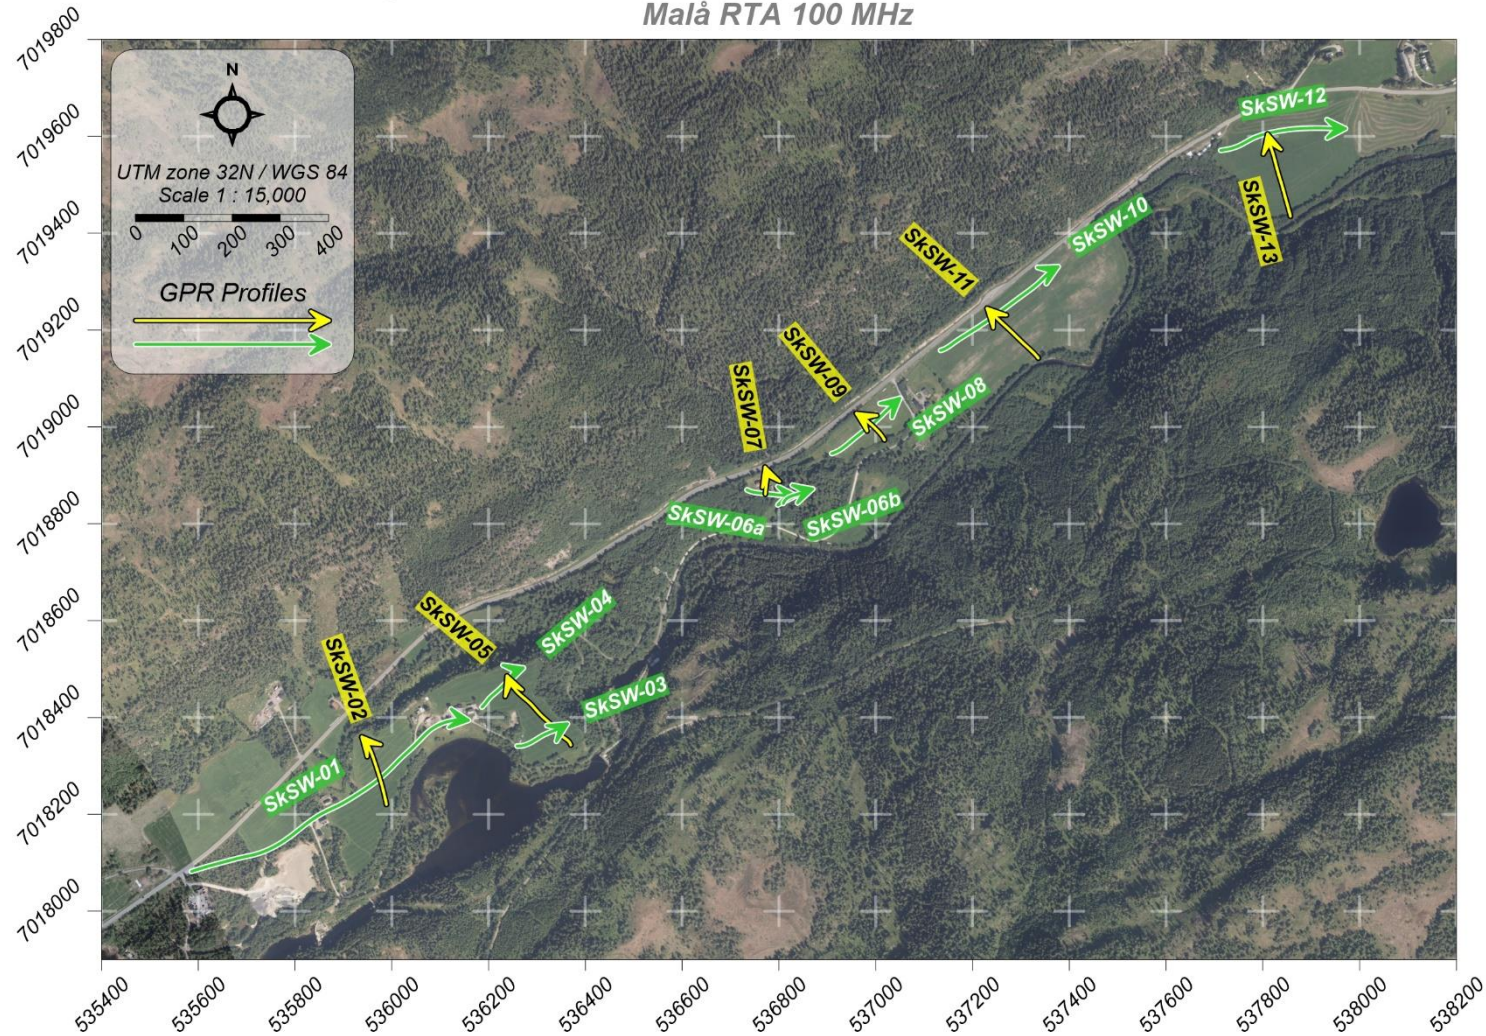 Malå RTA 100 MHz
7019800
7019600
7019400
7019200
7019000
7018800
7018600
7018400
7018200
7018000
N
UTM zone 32N / WGS 84
Scale 1 : 15,000
0 100 200 300 400
GPR Profiles
SkSW-12
SkSW-13
SkSW-10
SkSW-11
SkSW-09
SkSW-08
SkSW-07
SkSW-06a
SkSW-06b
SkSW-05
SkSW-04
SkSW-03
SkSW-02
SkSW-01
535400 535600 535800 536000 536200 536400 536600 536800 537000 537200 537400 537600 537800 538000 538200